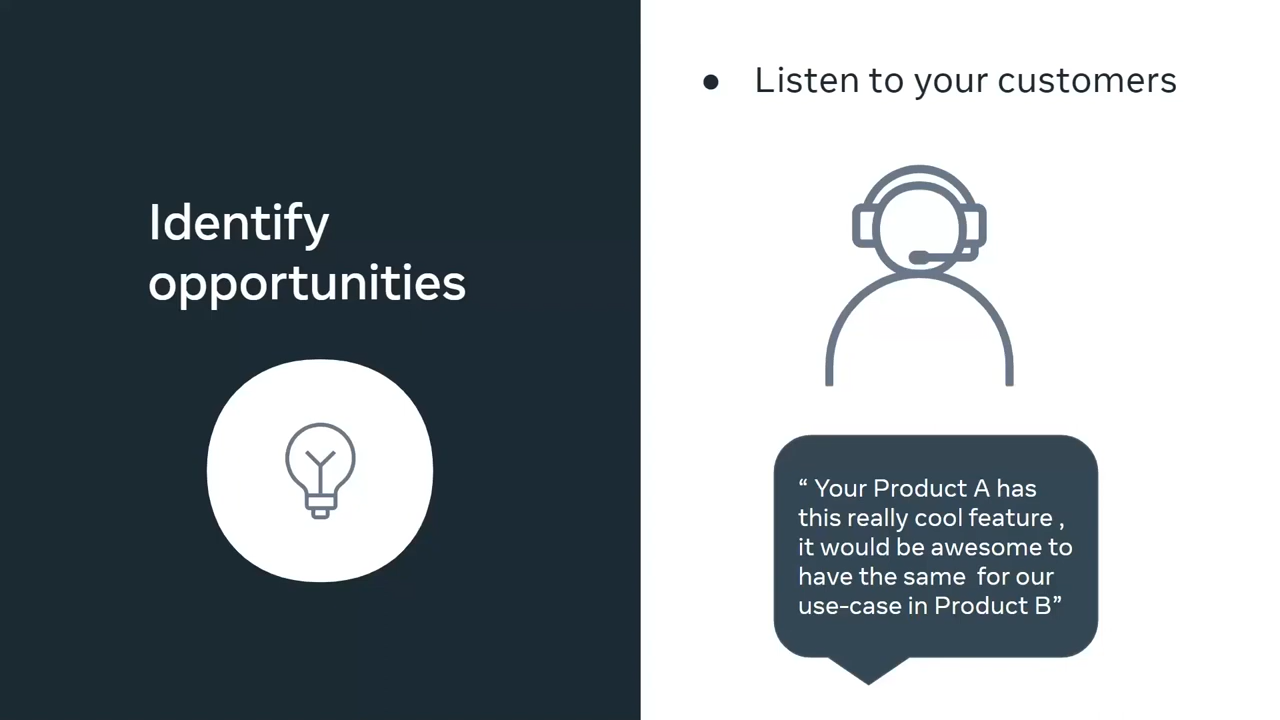 Identify
opportunities
● Listen to your customers
“ Your Product A has
this really cool feature ,
it would be awesome to
have the same  for our
use-case in Product B”